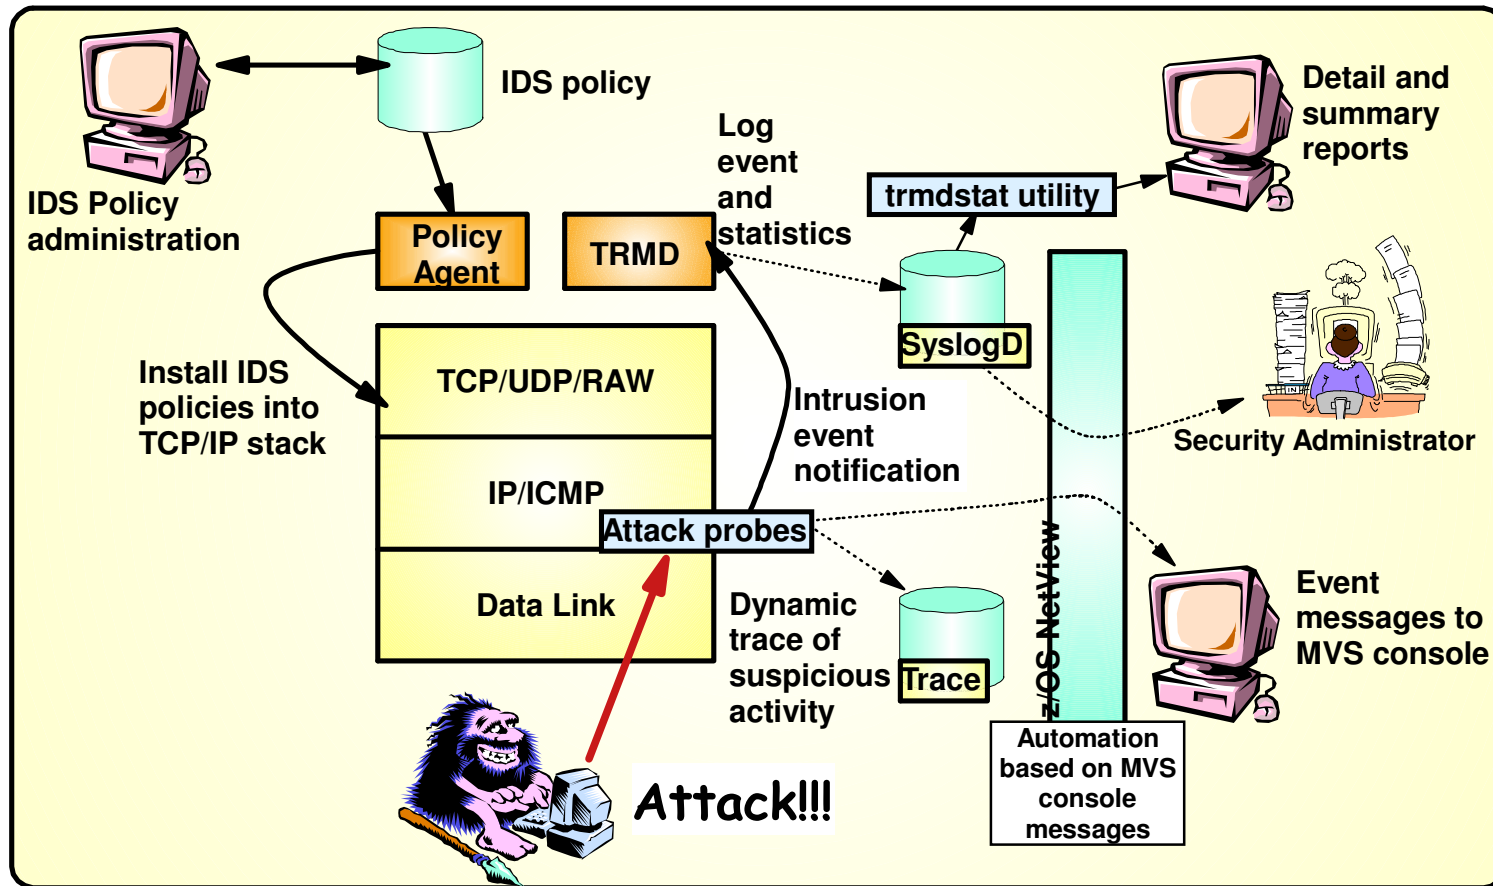 IDS policy
Detail and
summary
reports
Log
event
and
statistics
trmdstat utility
IDS Policy
administration
Policy
Agent
TRMD
SyslogD
TCP/UDP/RAW
Install IDS
policies into
TCP/IP stack
Intrusion
event
notification
IN
Security Administrator
IP/ICMP
Attack probes
Data Link
Dynamic
trace of
suspicious
activity
Trace
z/OS NetView
Event
messages to
MVS console
Automation
based on MVS
console
messages
Attack!!!